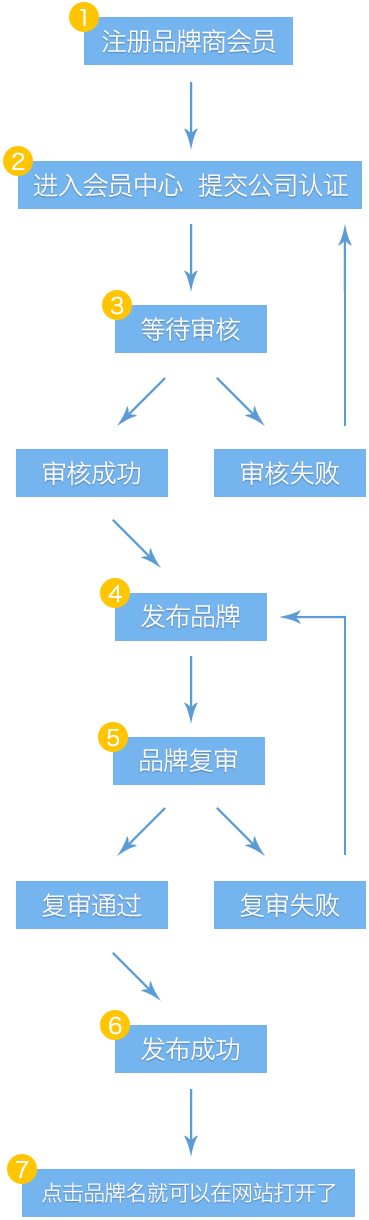 1
注册品牌商会员
2
进入会员中心 提交公司认证
3
等待审核
审核成功
审核失败
4
发布品牌
5
品牌复审
复审通过
复审失败
6
发布成功
7
点击品牌名就可以在网站打开了